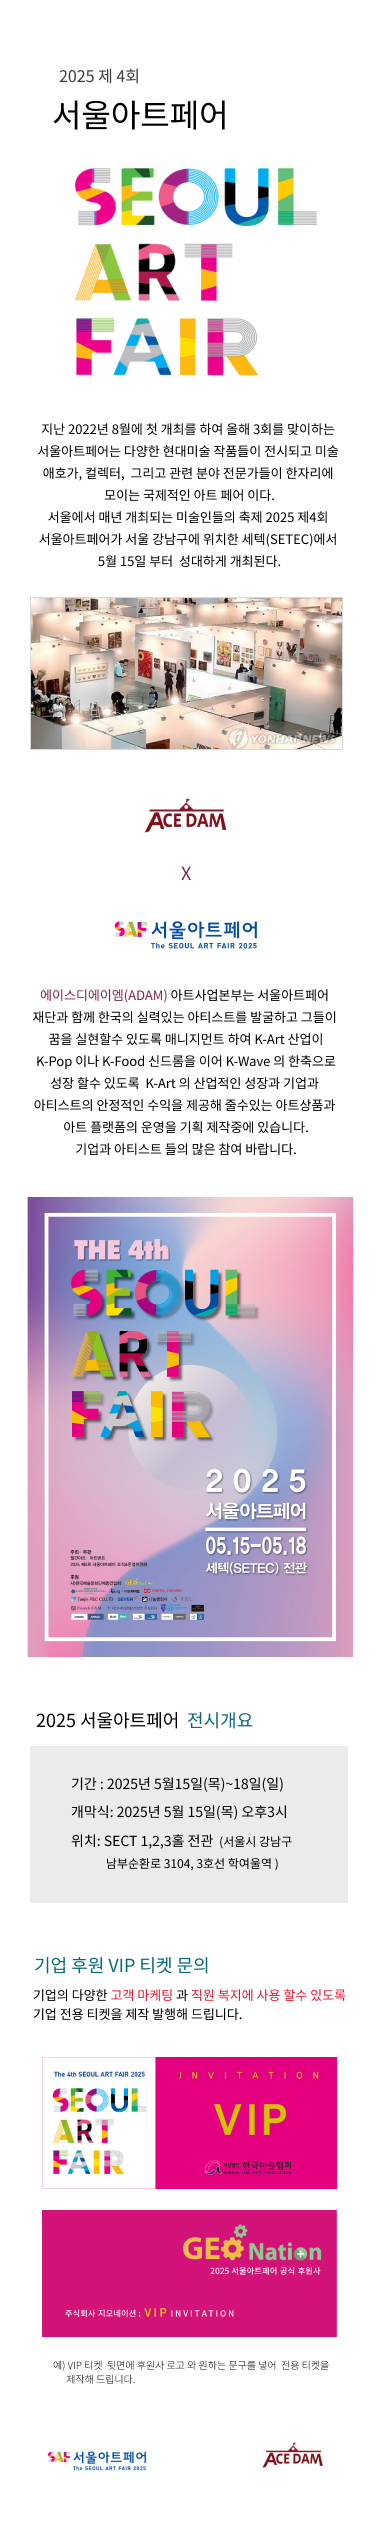 2025 제 4회
서울아트페어
SEOUL
ART
FAIR
지난 2022년 8월에 첫 개최를 하여 올해 3회를 맞이하는
서울아트페어는 다양한 현대미술 작품들이 전시되고 미술
애호가, 컬렉터, 그리고 관련 분야 전문가들이 한자리에
모이는 국제적인 아트 페어 이다.
서울에서 매년 개최되는 미술인들의 축제 2025 제4회
서울아트페어가 서울 강남구에 위치한 세텍(SETEC)에서
5월 15일 부터 성대하게 개최된다.
YONHAP NEWS
ACE DAM
X
SAF 서울아트페어
The SEOUL ART FAIR 2025
에이스디에이엠(ADAM) 아트사업본부는 서울아트페어
재단과 함께 한국의 실력있는 아티스트를 발굴하고 그들이
꿈을 실현할수 있도록 매니지먼트 하여 K-Art 산업이
K-Pop 이나 K-Food 신드롬을 이어 K-Wave 의 한축으로
성장 할수 있도록 K-Art 의 산업적인 성장과 기업과
아티스트의 안정적인 수익을 제공해 줄수있는 아트상품과
아트 플랫폼의 운영을 기획 제작중에 있습니다.
기업과 아티스트 들의 많은 참여 바랍니다.
THE 4th
SEOUL
ART
FAIR
2025
서울아트페어
05.15-05.18
세텍(SETEC) 전관
주최 · 주관
후원
2025 서울아트페어 전시개요
기간 : 2025년 5월15일(목)~18일(일)
개막식: 2025년 5월 15일(목) 오후3시
위치: SECT 1,2,3홀 전관 (서울시 강남구
남부순환로 3104, 3호선 학여울역 )
기업 후원 VIP 티켓 문의
기업의 다양한 고객 마케팅 과 직원 복지에 사용 할수 있도록
기업 전용 티켓을 제작 발행해 드립니다.
The 4th SEOUL ART FAIR 2025
SEOUL
ART
FAIR
INVITATION
VIP
한국미술협회
GEO Nation
2025 서울아트페어 공식 후원사
주식회사 지오네이션 : VIP INVITATION
예) VIP 티켓 뒷면에 후원사 로고 와 원하는 문구를 넣어 전용 티켓을
제작해 드립니다.
SAF 서울아트페어
The SEOUL ART FAIR 2025
ACE DAM